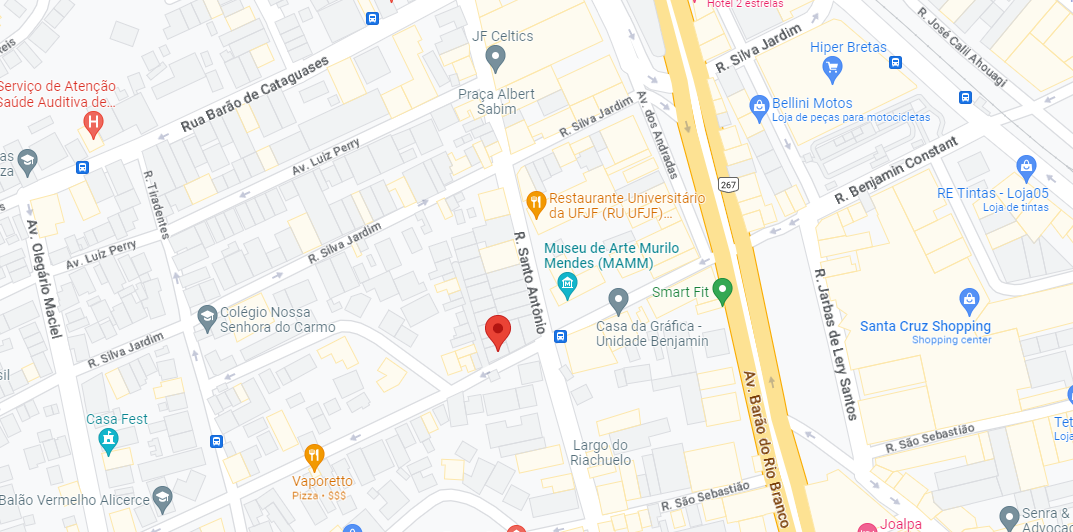 Hotel 2 estrelas
R. José Calil Ahouagi
R. Silva Jardim
JF Celtics
Hiper Bretas
Rua Barão de Cataguases
Serviço de Atenção
Saúde Auditiva de...
Praça Albert
Sabim
Av. dos Andradas
R. Silva Jardim
Bellini Motos
Loja de peças para motocicletas
Av. Luiz Perry
R. Benjamin Constant
R. Tiradentes
267
RE Tintas - Loja05
Loja de tintas
Restaurante Universitário
da UFJF (RU UFJF)...
Av. Olegário Maciel
Av. Luiz Perry
R. Silva Jardim
R. Santo Antônio
Museu de Arte Murilo
Mendes (MAMM)
R. Jarbas de Lery Santos
Smart Fit
Colégio Nossa
Senhora do Carmo
Casa da Gráfica -
Unidade Benjamin
Santa Cruz Shopping
Shopping center
R. Silva Jardim
Av. Barão do Rio Branco
Casa Fest
R. São Sebastião
Largo do
Riachuelo
Vaporetto
Pizza • $$$
Balão Vermelho Alicerce
R. São Sebastião
Joalpa
Senra &